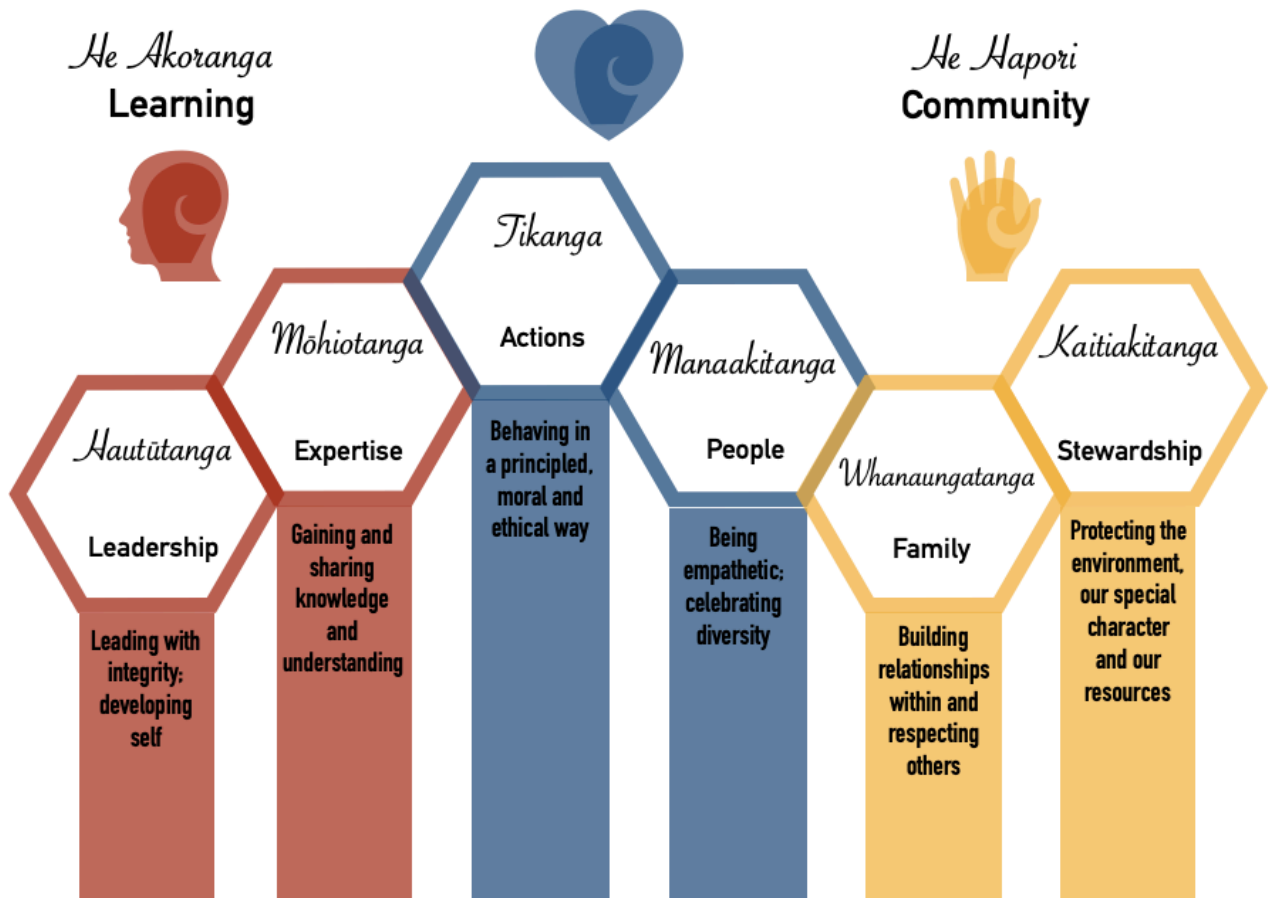 He Akoranga
Learning
He Hapori
Community
Hautūtanga
Leadership
Leading with
integrity;
developing
self
Mōhiotanga
Expertise
Gaining and
sharing
knowledge
and
understanding
Tikanga
Actions
Behaving in
a principled,
moral and
ethical way
Manaakitanga
People
Being
empathetic;
celebrating
diversity
Whanaungatanga
Family
Building
relationships
within and
respecting
others
Kaitiakitanga
Stewardship
Protecting the
environment,
our special
character
and our
resources